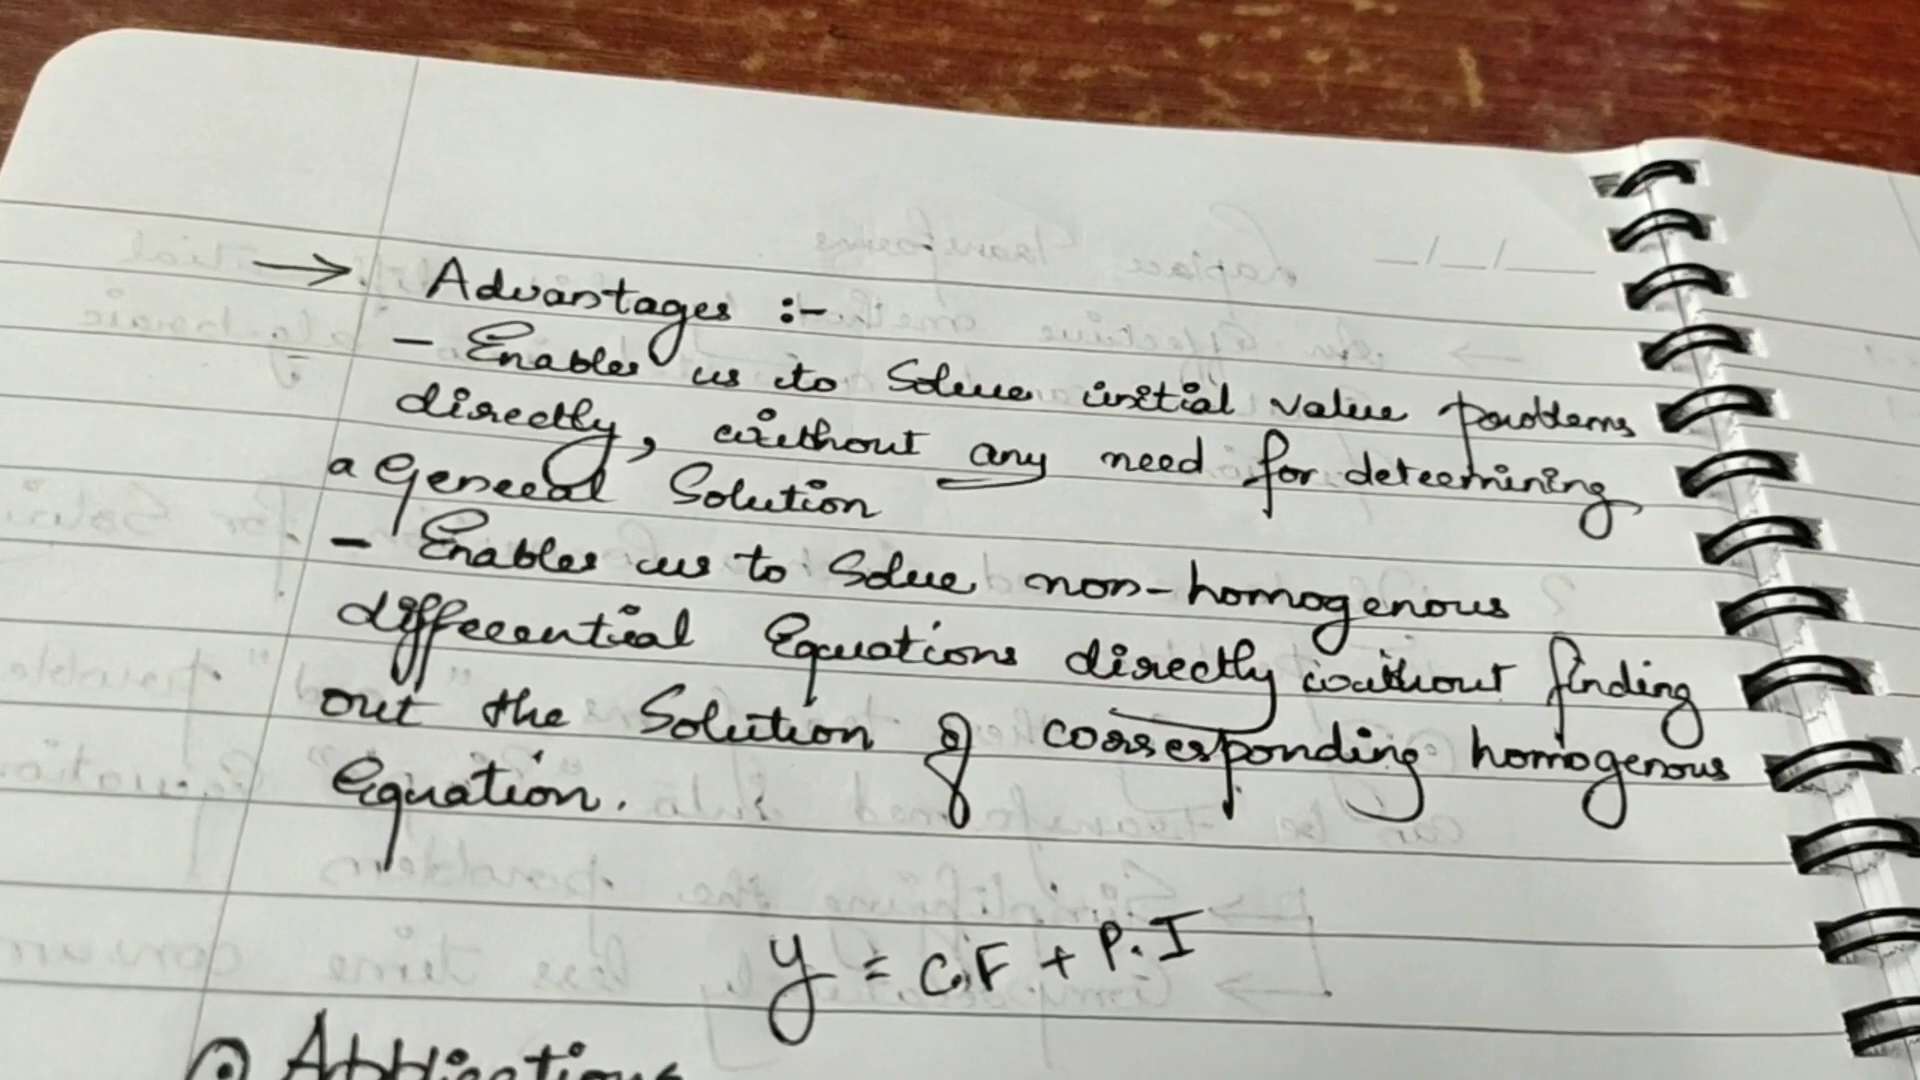 → Advantages :-
- Enables us to Solve initial value problems
directly, without any need for determining
a General Solution
- Enables us to Solve non-homogenous
differential Equations directly without finding
out the Solution of corresponding homogenous
Equation.
y = C.F + P.I
Applications